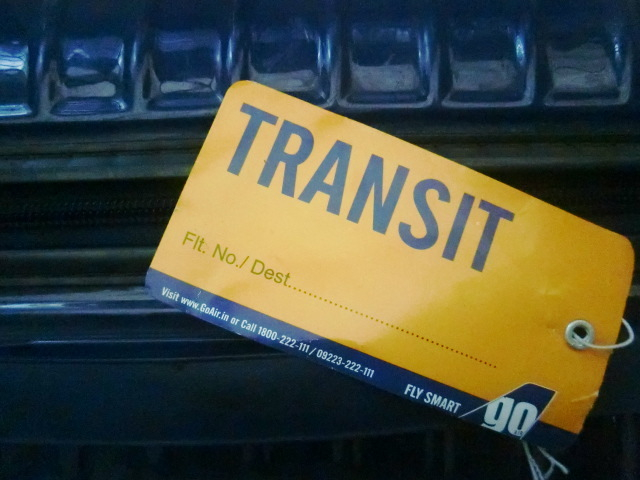 TRANSIT
Flt. No./ Dest.................................................
Visit www.GoAir.in or Call 1800-222-111 / 09223-222-111
FLY SMART
go